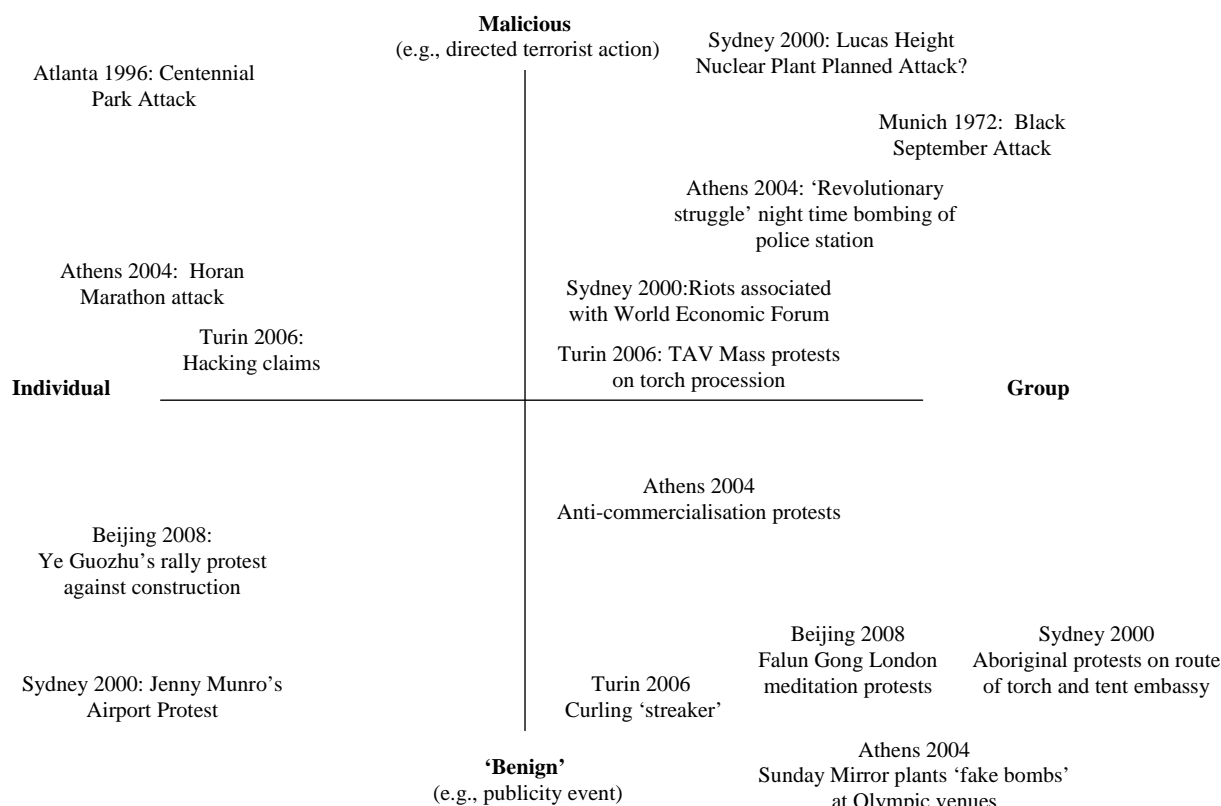 Malicious
(e.g., directed terrorist action)
Sydney 2000: Lucas Height
Nuclear Plant Planned Attack?
Atlanta 1996: Centennial
Park Attack
Munich 1972:  Black
September Attack
Athens 2004: ‘Revolutionary
struggle’ night time bombing of
police station
Athens 2004:  Horan
Marathon attack
Sydney 2000:Riots associated
with World Economic Forum
Turin 2006:
Hacking claims
Turin 2006: TAV Mass protests
on torch procession
Individual
Group
Athens 2004
Anti-commercialisation protests
Beijing 2008:
Ye Guozhu’s rally protest
against construction
Beijing 2008
Falun Gong London
meditation protests
Sydney 2000
Aboriginal protests on route
of torch and tent embassy
Sydney 2000: Jenny Munro’s
Airport Protest
Turin 2006
Curling ‘streaker’
‘Benign’
(e.g., publicity event)
Athens 2004
Sunday Mirror plants ‘fake bombs’
at Olympic venues